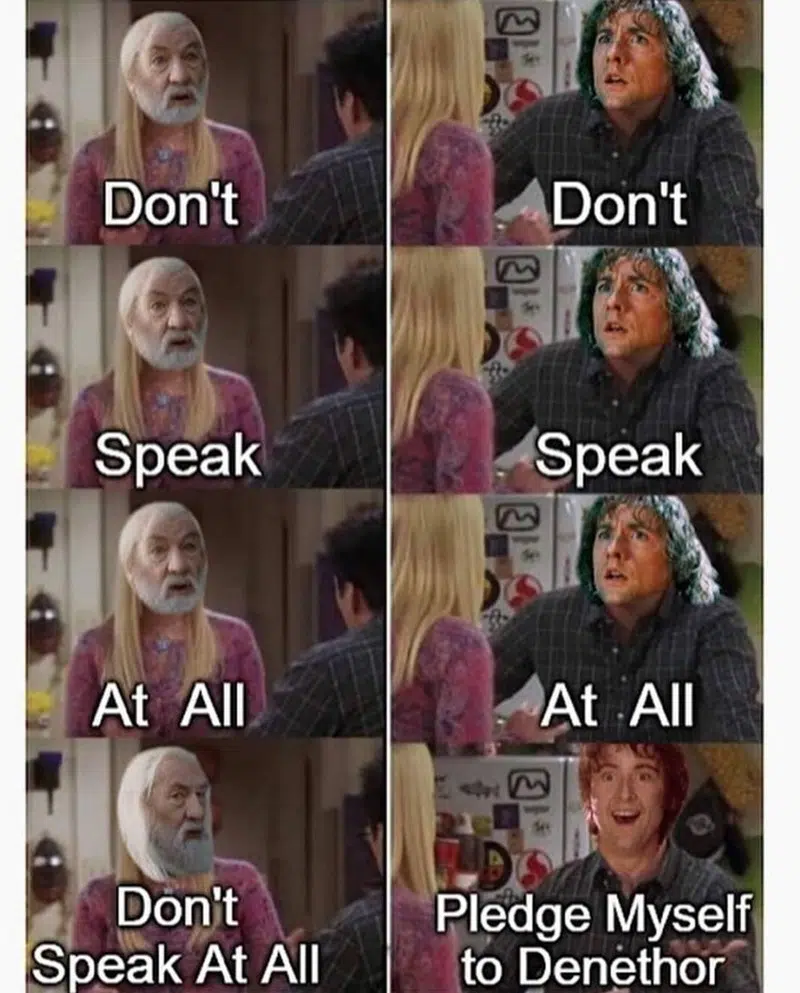 Don't
Don't
Speak
Speak
At All
At All
Don't
Speak At All
Pledge Myself
to Denethor